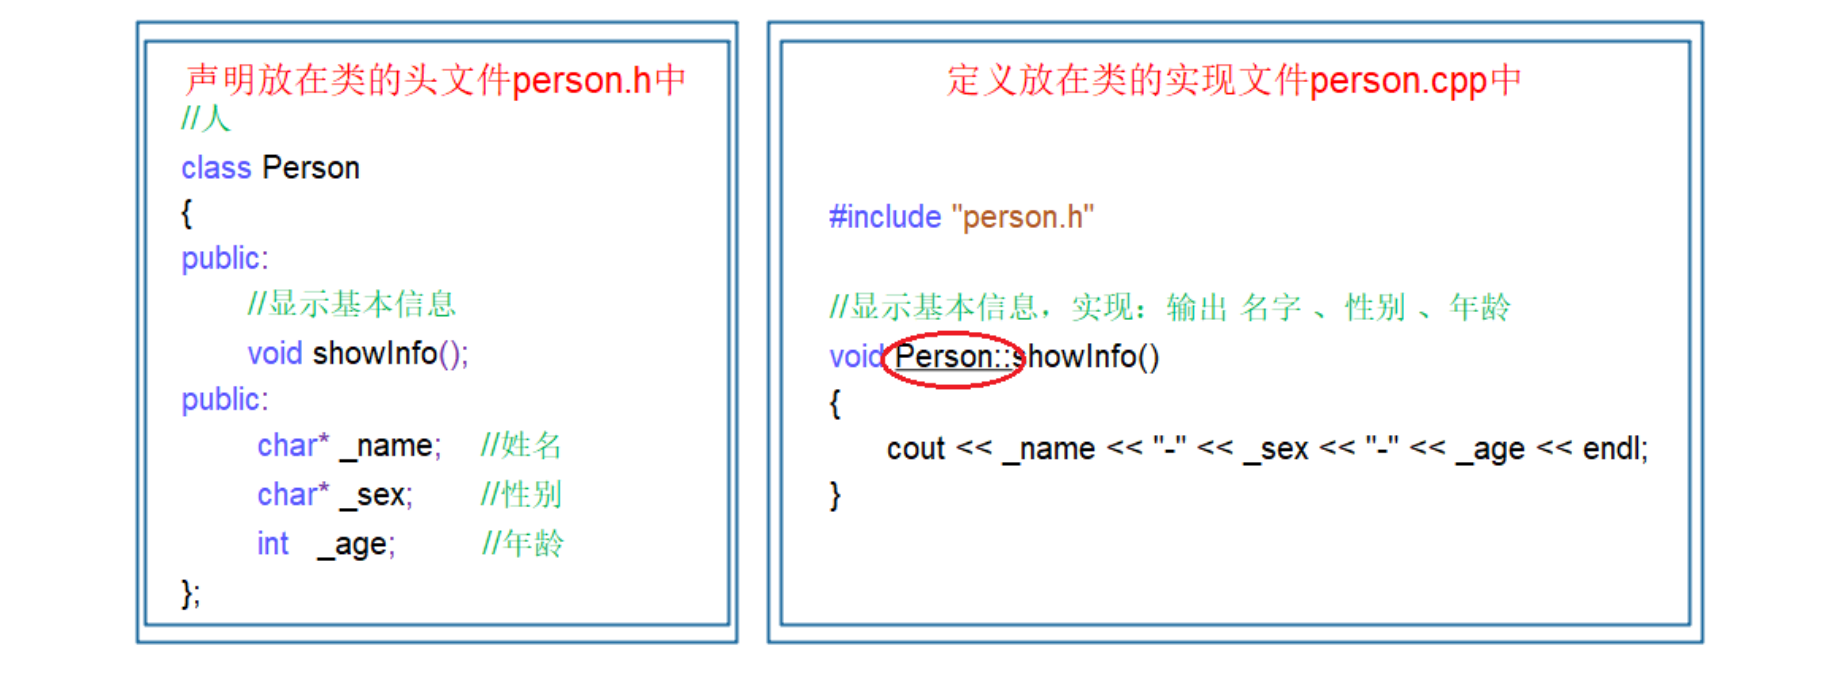 声明放在类的头文件person.h中
//人
class Person
{
public:
//显示基本信息
void showInfo();
public:
char* _name; //姓名
char* _sex; //性别
int _age; //年龄
};
定义放在类的实现文件person.cpp中
#include "person.h"
//显示基本信息，实现：输出 名字 、性别 、年龄
void Person::showInfo()
{
cout << _name << "-" << _sex << "-" << _age << endl;
}